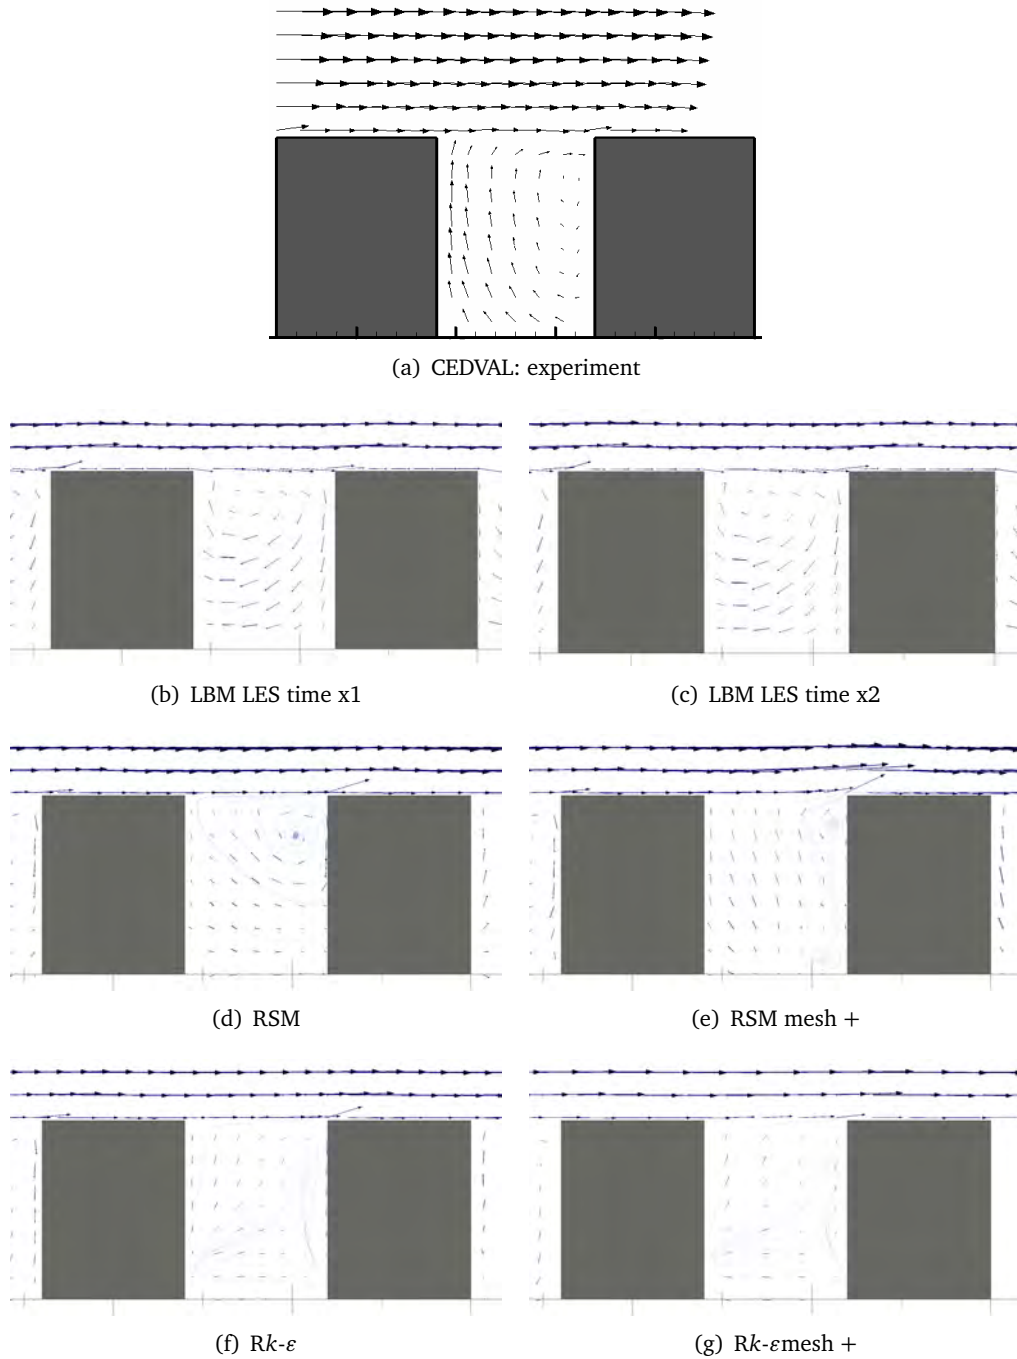 (a) CEDVAL: experiment
(b) LBM LES time x1
(c) LBM LES time x2
(d) RSM
(e) RSM mesh +
(f) Rk-ε
(g) Rk-εmesh +